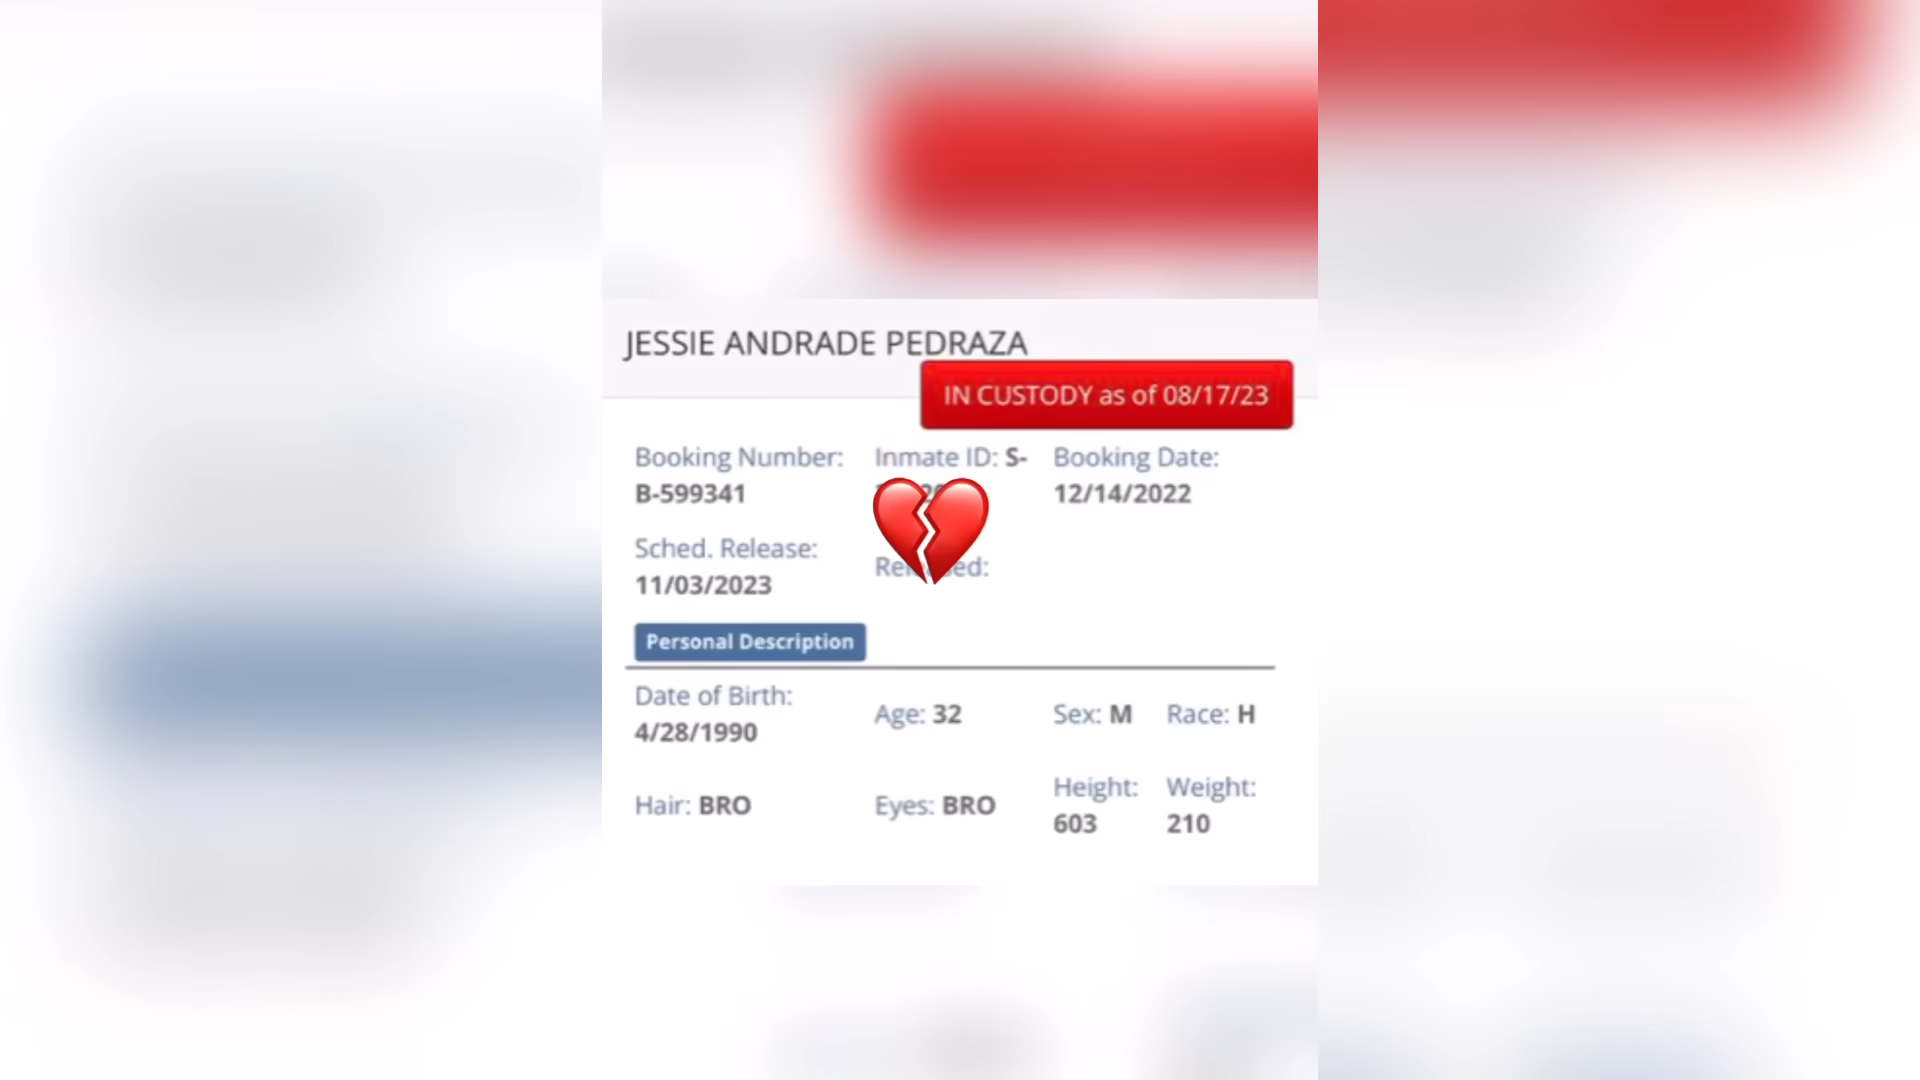 JESSIE ANDRADE PEDRAZA
IN CUSTODY as of 08/17/23
Booking Number:
B-599341
Inmate ID: S-
Booking Date:
12/14/2022
Sched. Release:
11/03/2023
Personal Description
Date of Birth:
4/28/1990
Age: 32
Sex: M
Race: H
Hair: BRO
Eyes: BRO
Height:
603
Weight:
210